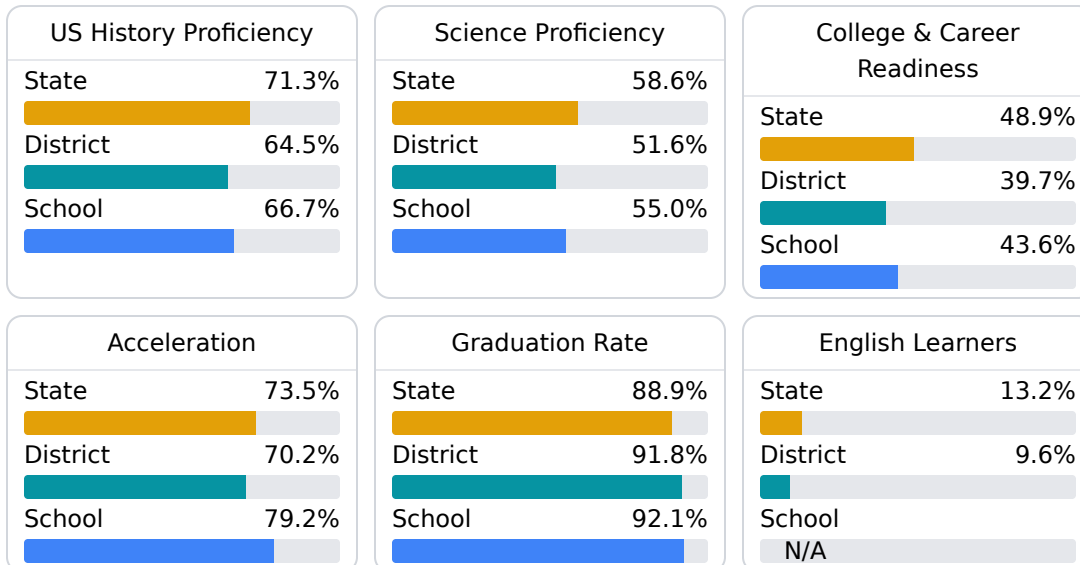 US History Proficiency
State 71.3%
District 64.5%
School 66.7%
Science Proficiency
State 58.6%
District 51.6%
School 55.0%
College & Career
Readiness
State 48.9%
District 39.7%
School 43.6%
Acceleration
State 73.5%
District 70.2%
School 79.2%
Graduation Rate
State 88.9%
District 91.8%
School 92.1%
English Learners
State 13.2%
District 9.6%
School
N/A